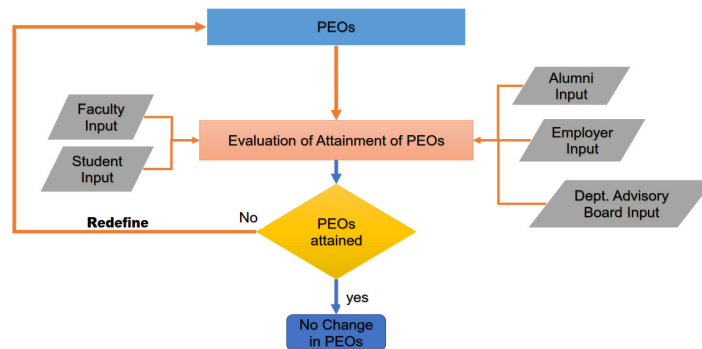 PEOs
Alumni
Input
Faculty
Input
Evaluation of Attainment of PEOs
Employer
Input
Student
Input
Dept. Advisory
Board Input
Redefine
No
PEOs
attained
yes
No Change
in PEOs